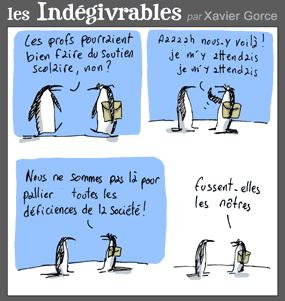 les Indégivrables par Xavier Gorce
Les profs pourraient
bien faire du soutien
scolaire, non?
Azzzzh nous-y voilà!
je m'y attendais
je m'y attendais
Nous ne sommes pas là pour
pallier toutes les
déficiences de la société!
fussent-elles
les nôtres